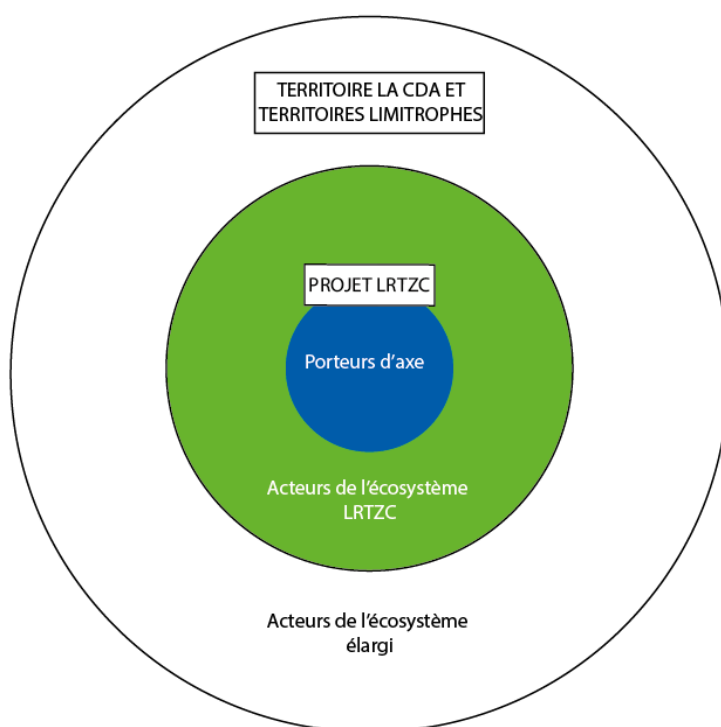 TERRITOIRE LA CDA ET
TERRITOIRES LIMITROPHES
PROJET LRTZC
Porteurs d’axe
Acteurs de l’écosystème
LRTZC
Acteurs de l’écosystème
élargi